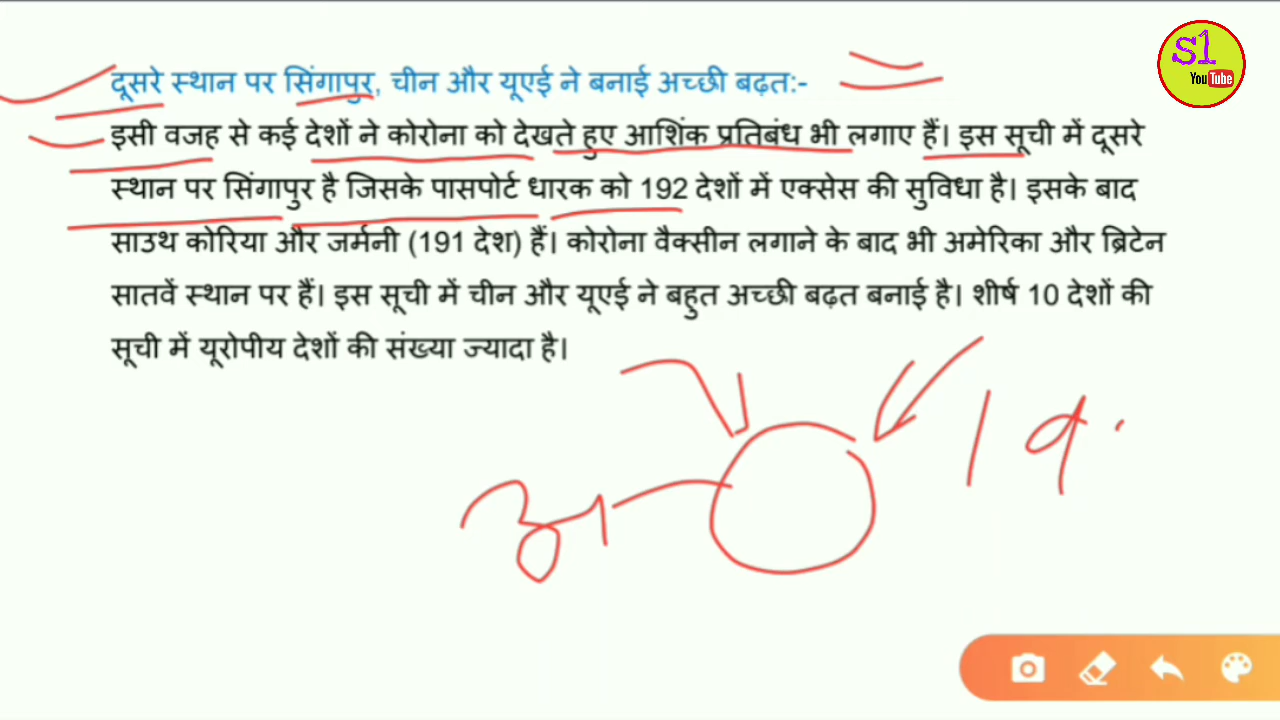 S1
YouTube
दूसरे स्थान पर सिंगापुर, चीन और यूएई ने बनाई अच्छी बढ़त:-
इसी वजह से कई देशों ने कोरोना को देखते हुए आशिंक प्रतिबंध भी लगाए हैं। इस सूची में दूसरे
स्थान पर सिंगापुर है जिसके पासपोर्ट धारक को 192 देशों में एक्सेस की सुविधा है। इसके बाद
साउथ कोरिया और जर्मनी (191 देश) हैं। कोरोना वैक्सीन लगाने के बाद भी अमेरिका और ब्रिटेन
सातवें स्थान पर हैं। इस सूची में चीन और यूएई ने बहुत अच्छी बढ़त बनाई है। शीर्ष 10 देशों की
सूची में यूरोपीय देशों की संख्या ज्यादा है।